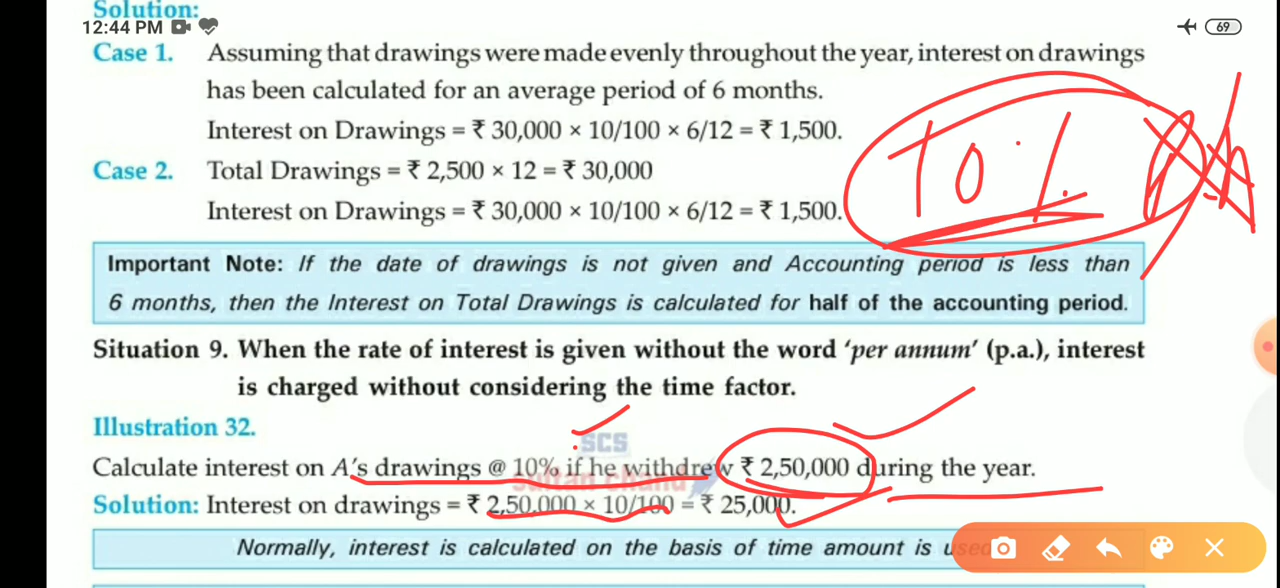 Solution:
12:44 PM
69
Case 1. Assuming that drawings were made evenly throughout the year, interest on drawings
has been calculated for an average period of 6 months.
Interest on Drawings = ₹ 30,000 × 10/100 × 6/12 = ₹ 1,500.
Case 2. Total Drawings = ₹ 2,500 × 12 = ₹ 30,000
Interest on Drawings = ₹ 30,000 × 10/100 × 6/12 = ₹ 1,500.
10%
Important Note: If the date of drawings is not given and Accounting period is less than
6 months, then the Interest on Total Drawings is calculated for half of the accounting period.
Situation 9. When the rate of interest is given without the word 'per annum' (p.a.), interest
is charged without considering the time factor.
Illustration 32.
SCS
Calculate interest on A's drawings @ 10% if he withdrew ₹ 2,50,000 during the year.
sultan chand
Solution: Interest on drawings = ₹ 2,50,000 × 10/100 = ₹ 25,000.
Normally, interest is calculated on the basis of time amount is